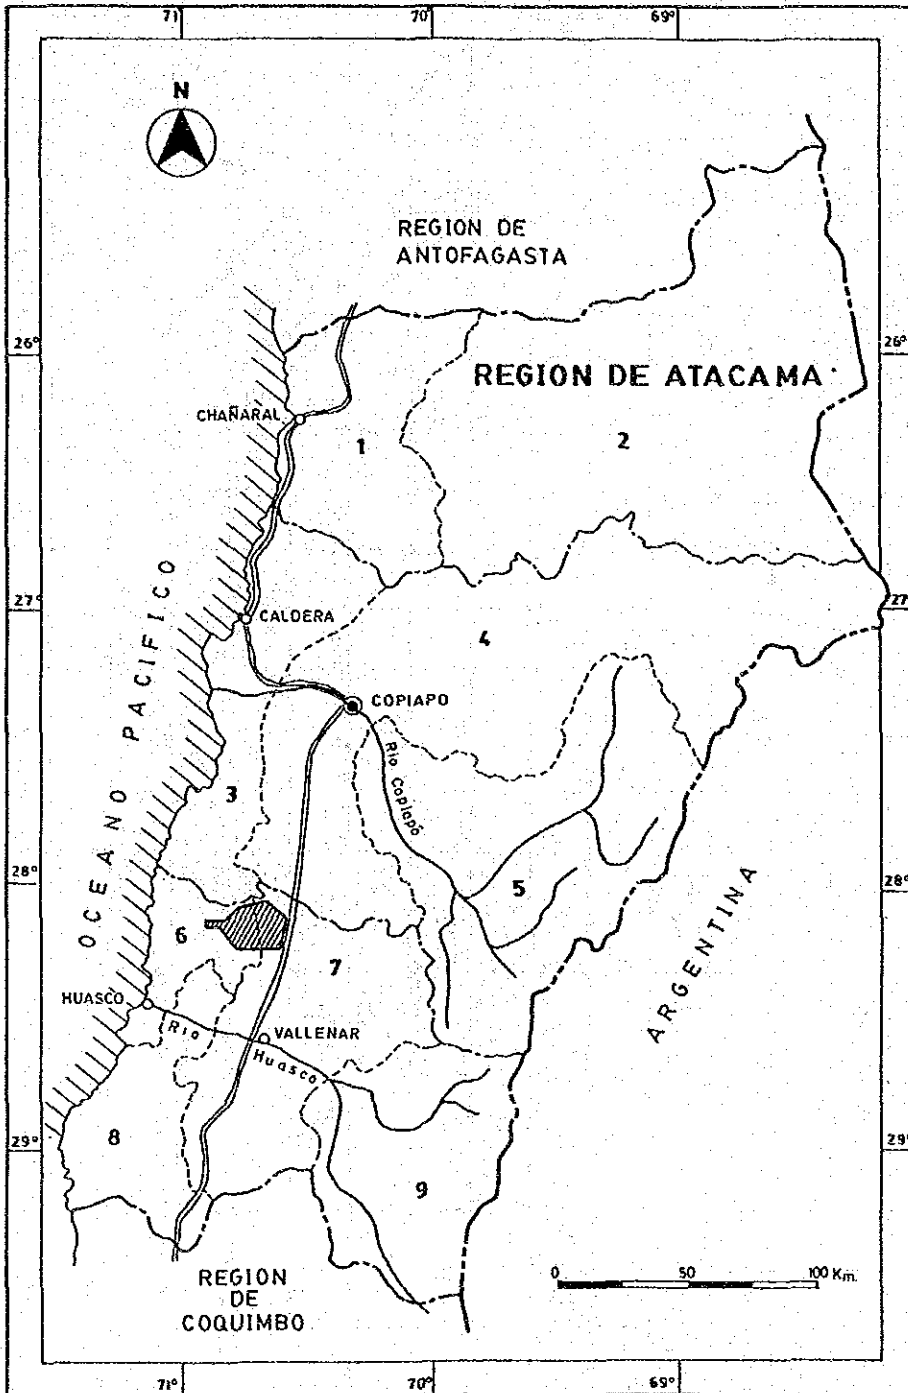 71
70°
69°
N
REGION DE
ANTOFAGASTA
26°
26°
REGION DE ATACAMA
CHAÑARAL
1
2
27°
27°
CALDERA
4
OCEANO PACIFICO
COPIAPO
Rio Copiapó
3
5
28°
28°
6
7
ARGENTINA
HUASCO
Rio Huasco
VALLENAR
8
29°
29°
9
0 50 100 Km.
REGION
DE
COQUIMBO
71°
70°
69°